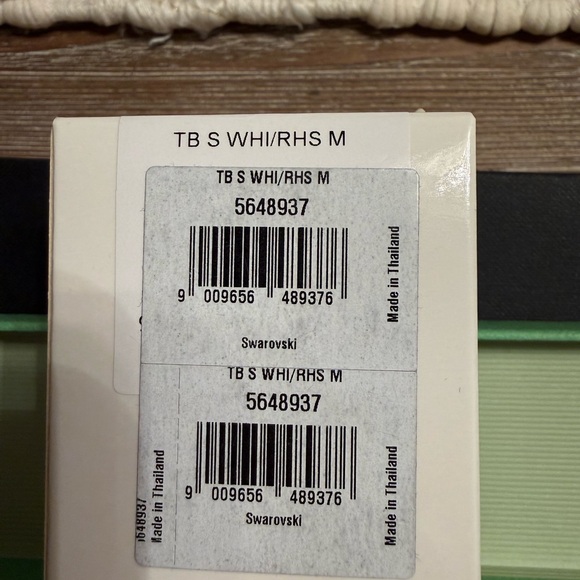 TB S WHI/RHS M
TB S WHI/RHS M
5648937
9 009656 489376
Made in Thailand
Swarovski
TB S WHI/RHS M
5648937
9 009656 489376
Made in Thailand
Swarovski
Made in Thailand